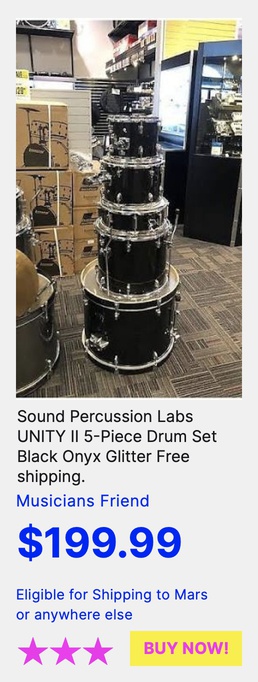 Sound Percussion Labs
UNITY II 5-Piece Drum Set
Black Onyx Glitter Free
shipping.
Musicians Friend
$199.99
Eligible for Shipping to Mars
or anywhere else
BUY NOW!